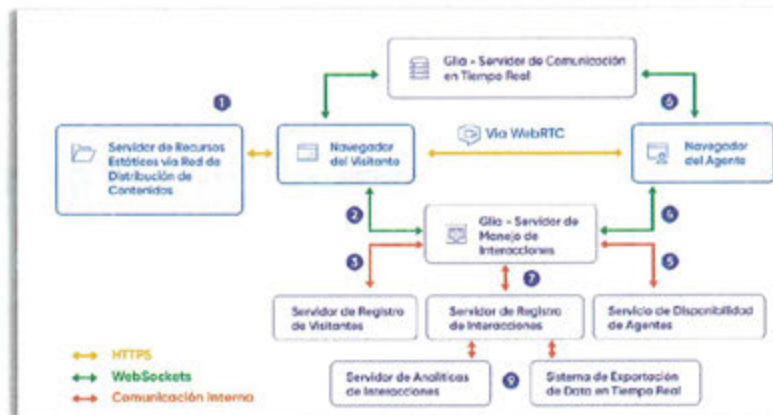 Glia - Servidor de Comunicación
en Tiempo Real
1
6
Servidor de Recursos
Estáticos via Red de
Distribución de
Contenidos
Navegador
del Visitante
Via WebRTC
Navegador
del Agente
2
Glia - Servidor de
Manejo de
Interacciones
3
7
5
Servidor de Registro
de Visitantes
Servidor de Registro
de Interacciones
Servicio de Disponibilidad
de Agentes
HTTPS
WebSockets
Comunicación Interna
Servidor de Analíticas
de Interacciones
Sistema de Exportación
de Data en Tiempo Real